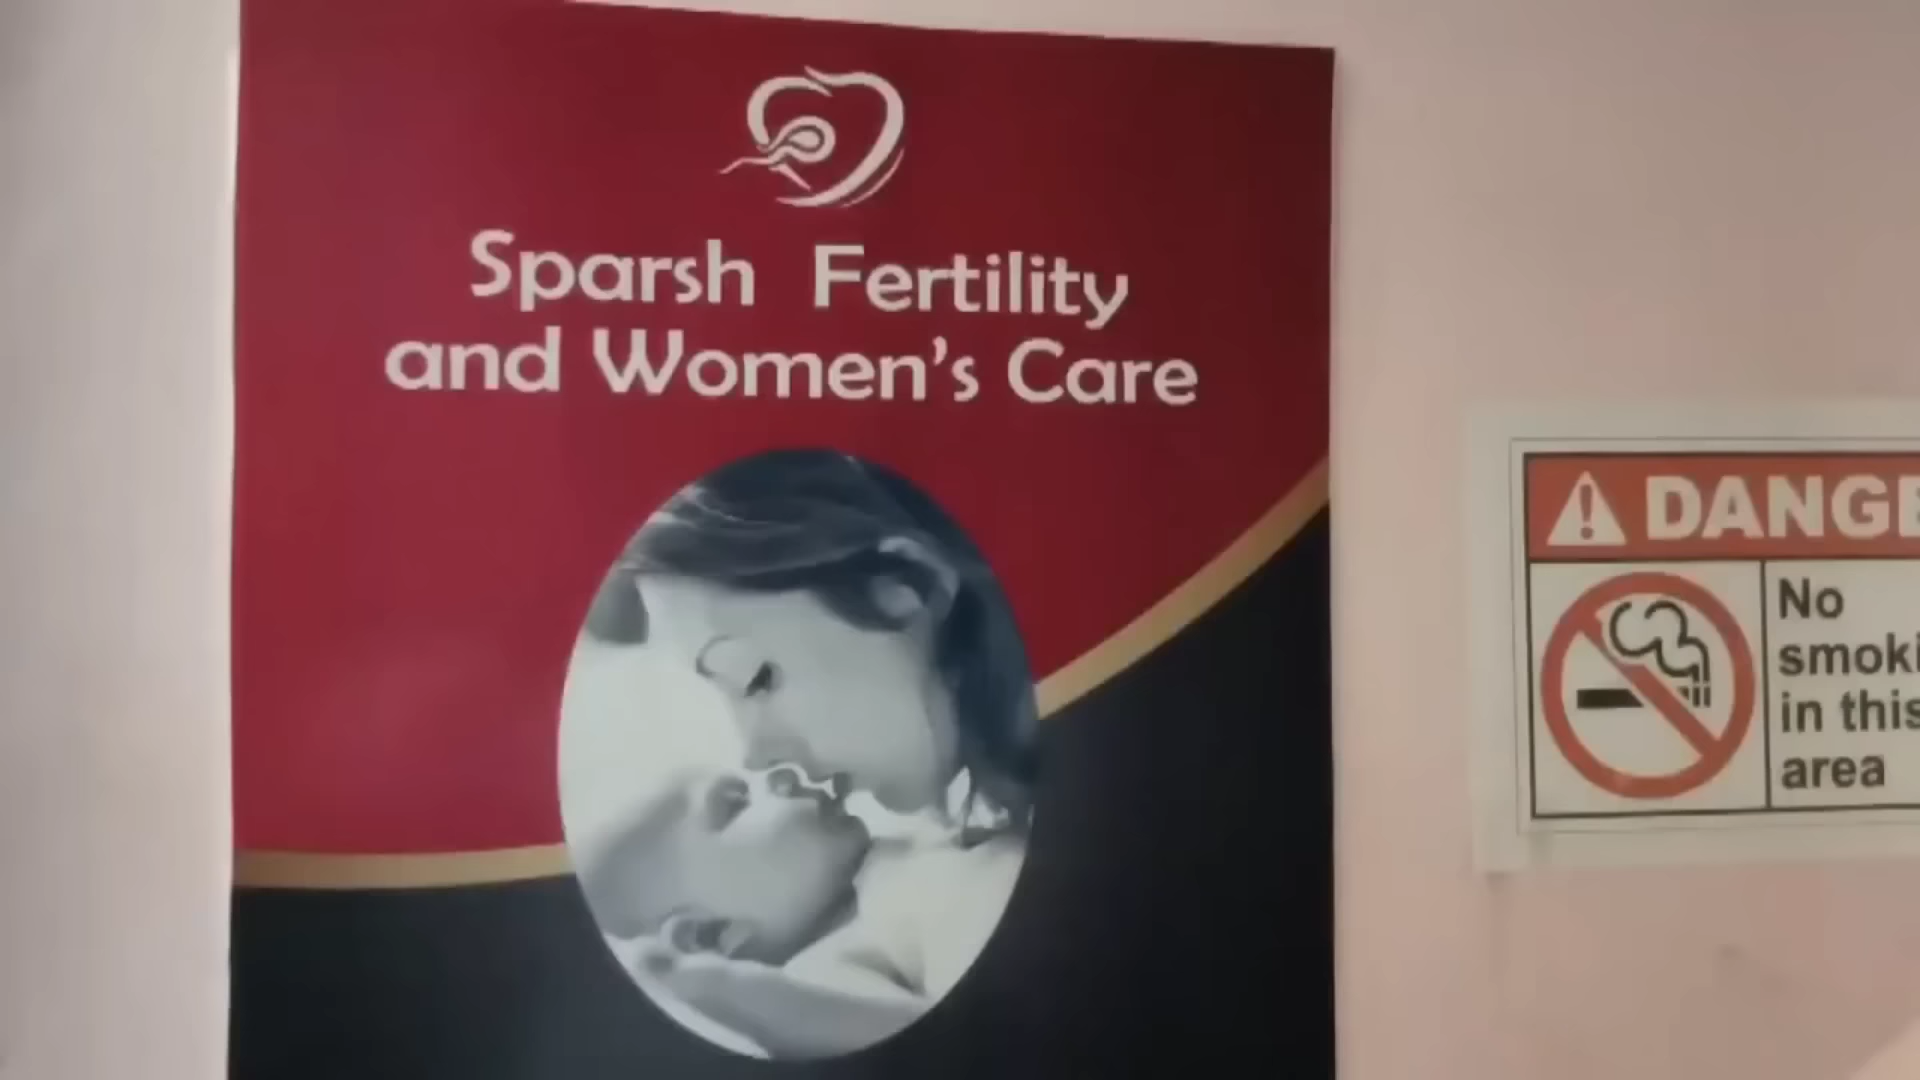 Sparsh Fertility
and Women's Care
DANGE
No
smoki
in this
area